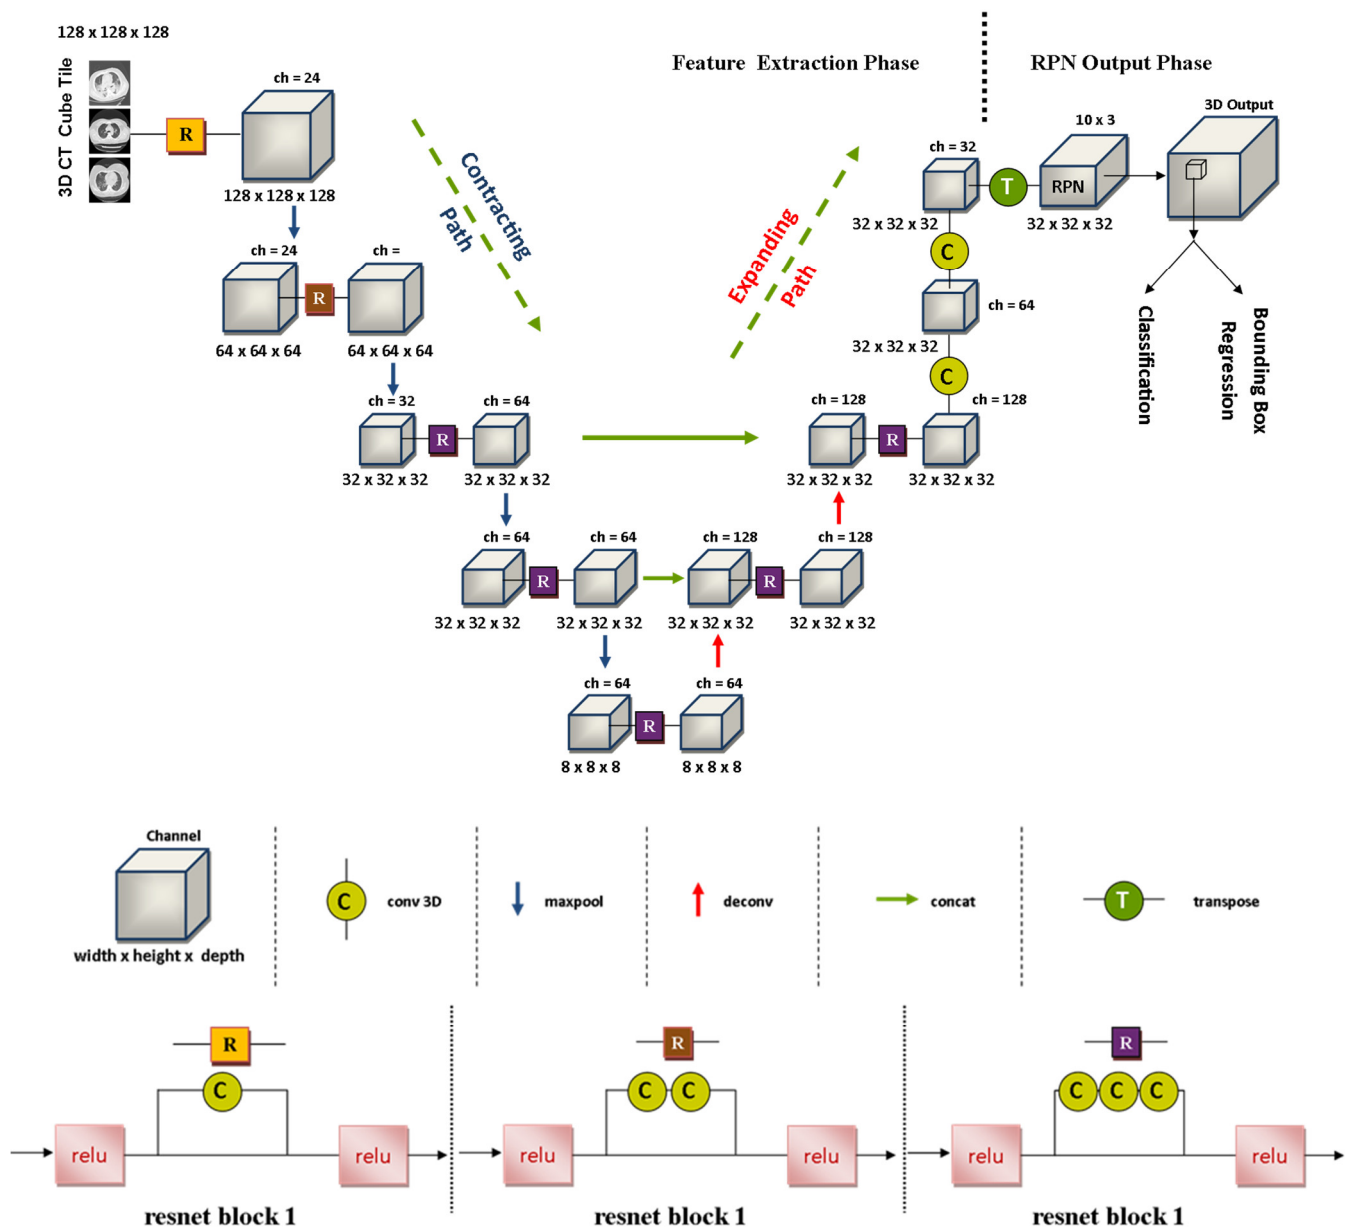 128 x 128 x 128
3D CT Cube Tile
R
ch = 24
128 x 128 x 128
Contracting
Path
Expanding
Path
Feature Extraction Phase
RPN Output Phase
ch = 32
T
32 x 32 x 32
10 x 3
RPN
32 x 32 x 32
3D Output
C
ch = 64
32 x 32 x 32
C
Classification
Bounding Box
Regression
ch = 24
R
ch =
64 x 64 x 64
64 x 64 x 64
ch = 32
R
ch = 64
32 x 32 x 32
32 x 32 x 32
ch = 128
R
ch = 128
32 x 32 x 32
32 x 32 x 32
ch = 64
R
ch = 64
32 x 32 x 32
32 x 32 x 32
ch = 128
R
ch = 128
32 x 32 x 32
32 x 32 x 32
ch = 64
R
ch = 64
8 x 8 x 8
8 x 8 x 8
Channel
width x height x depth
C
conv 3D
maxpool
deconv
concat
T
transpose
R
C
relu
relu
resnet block 1
R
C C
relu
relu
resnet block 1
R
C C C
relu
relu
resnet block 1